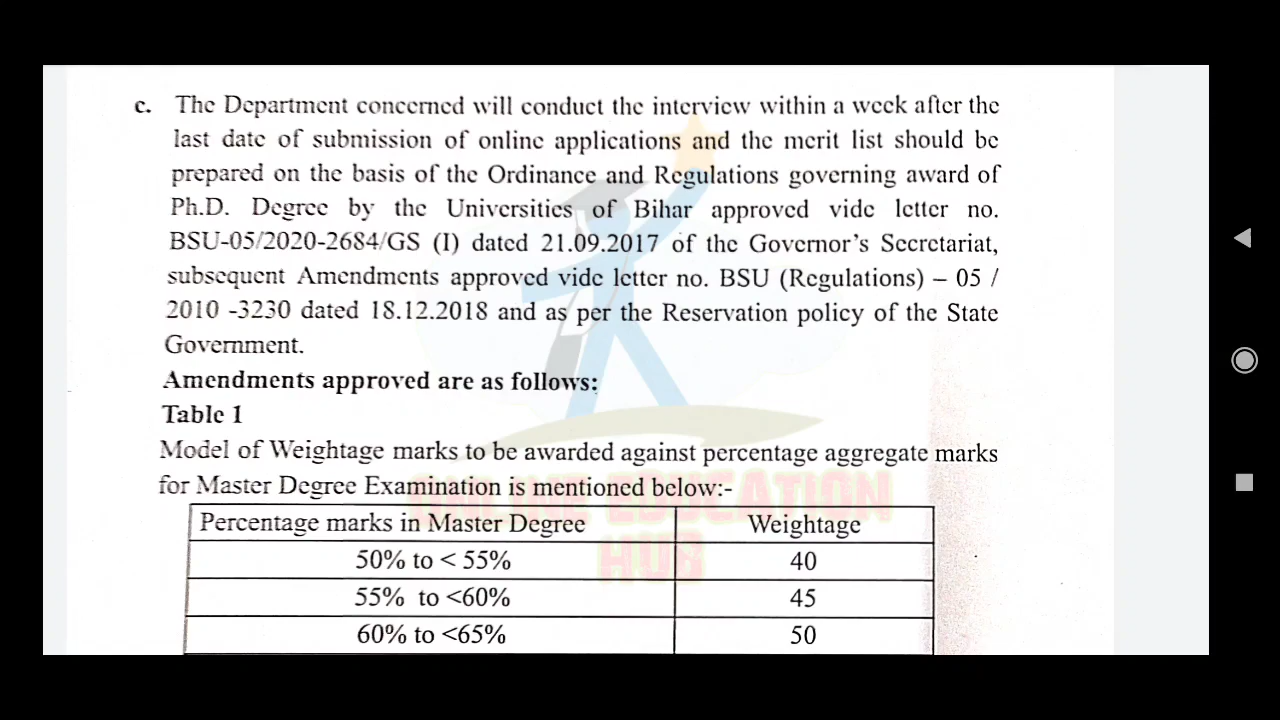 c. The Department concerned will conduct the interview within a week after the
last date of submission of online applications and the merit list should be
prepared on the basis of the Ordinance and Regulations governing award of
Ph.D. Degree by the Universities of Bihar approved vide letter no.
BSU-05/2020-2684/GS (I) dated 21.09.2017 of the Governor's Secretariat,
subsequent Amendments approved vide letter no. BSU (Regulations) – 05 /
2010 -3230 dated 18.12.2018 and as per the Reservation policy of the State
Government.
Amendments approved are as follows:
Table 1
Model of Weightage marks to be awarded against percentage aggregate marks
for Master Degree Examination is mentioned below:-
ONLINE EDUCATION
HUB
Percentage marks in Master Degree Weightage
50% to < 55% 40
55% to <60% 45
60% to <65% 50